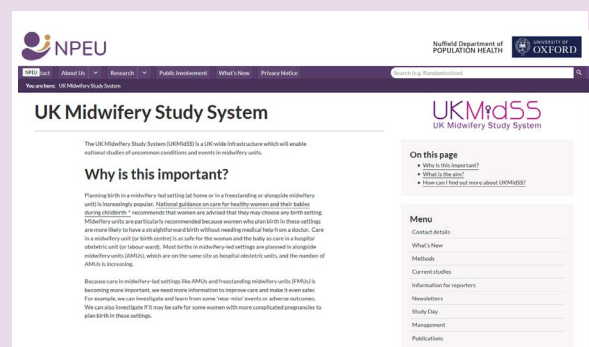 NPEU
Nuffield Department of
POPULATION HEALTH
UNIVERSITY OF
OXFORD
NPEU tact About Us Research Public Involvement What's New Privacy Notice
Search (e.g. Randomisation)
You are here: UK Midwifery Study System
UK Midwifery Study System
UKMidSS
UK Midwifery Study System
The UK Midwifery Study System (UKMidSS) is a UK-wide infrastructure which will enable
national studies of uncommon conditions and events in midwifery units.
Why is this important?
Planning birth in a midwifery-led setting (at home or in a freestanding or alongside midwifery
unit) is increasingly popular. National guidance on care for healthy women and their babies
during childbirth recommends that women are advised that they may choose any birth setting.
Midwifery units are particularly recommended because women who plan birth in these settings
are more likely to have a straightforward birth without needing medical help from a doctor. Care
in a midwifery unit (or birth centre) is as safe for the woman and the baby as care in a hospital
obstetric unit (or labour ward). Most births in midwifery-led settings are planned in alongside
midwifery units (AMUs), which are on the same site as hospital obstetric units, and the number of
AMUs is increasing.
Because care in midwifery-led settings like AMUs and freestanding midwifery units (FMUs) is
becoming more important, we need more information to improve care and make it even safer.
For example, we can investigate and learn from some 'near-miss' events or adverse outcomes.
We can also investigate if it may be safe for some women with more complicated pregnancies to
plan birth in these settings.
On this page
• Why is this important?
• What is the aim?
• How can I find out more about UKMidSS?
Menu
Contact details
What's New
Methods
Current studies
Information for reporters
Newsletters
Study Day
Management
Publications